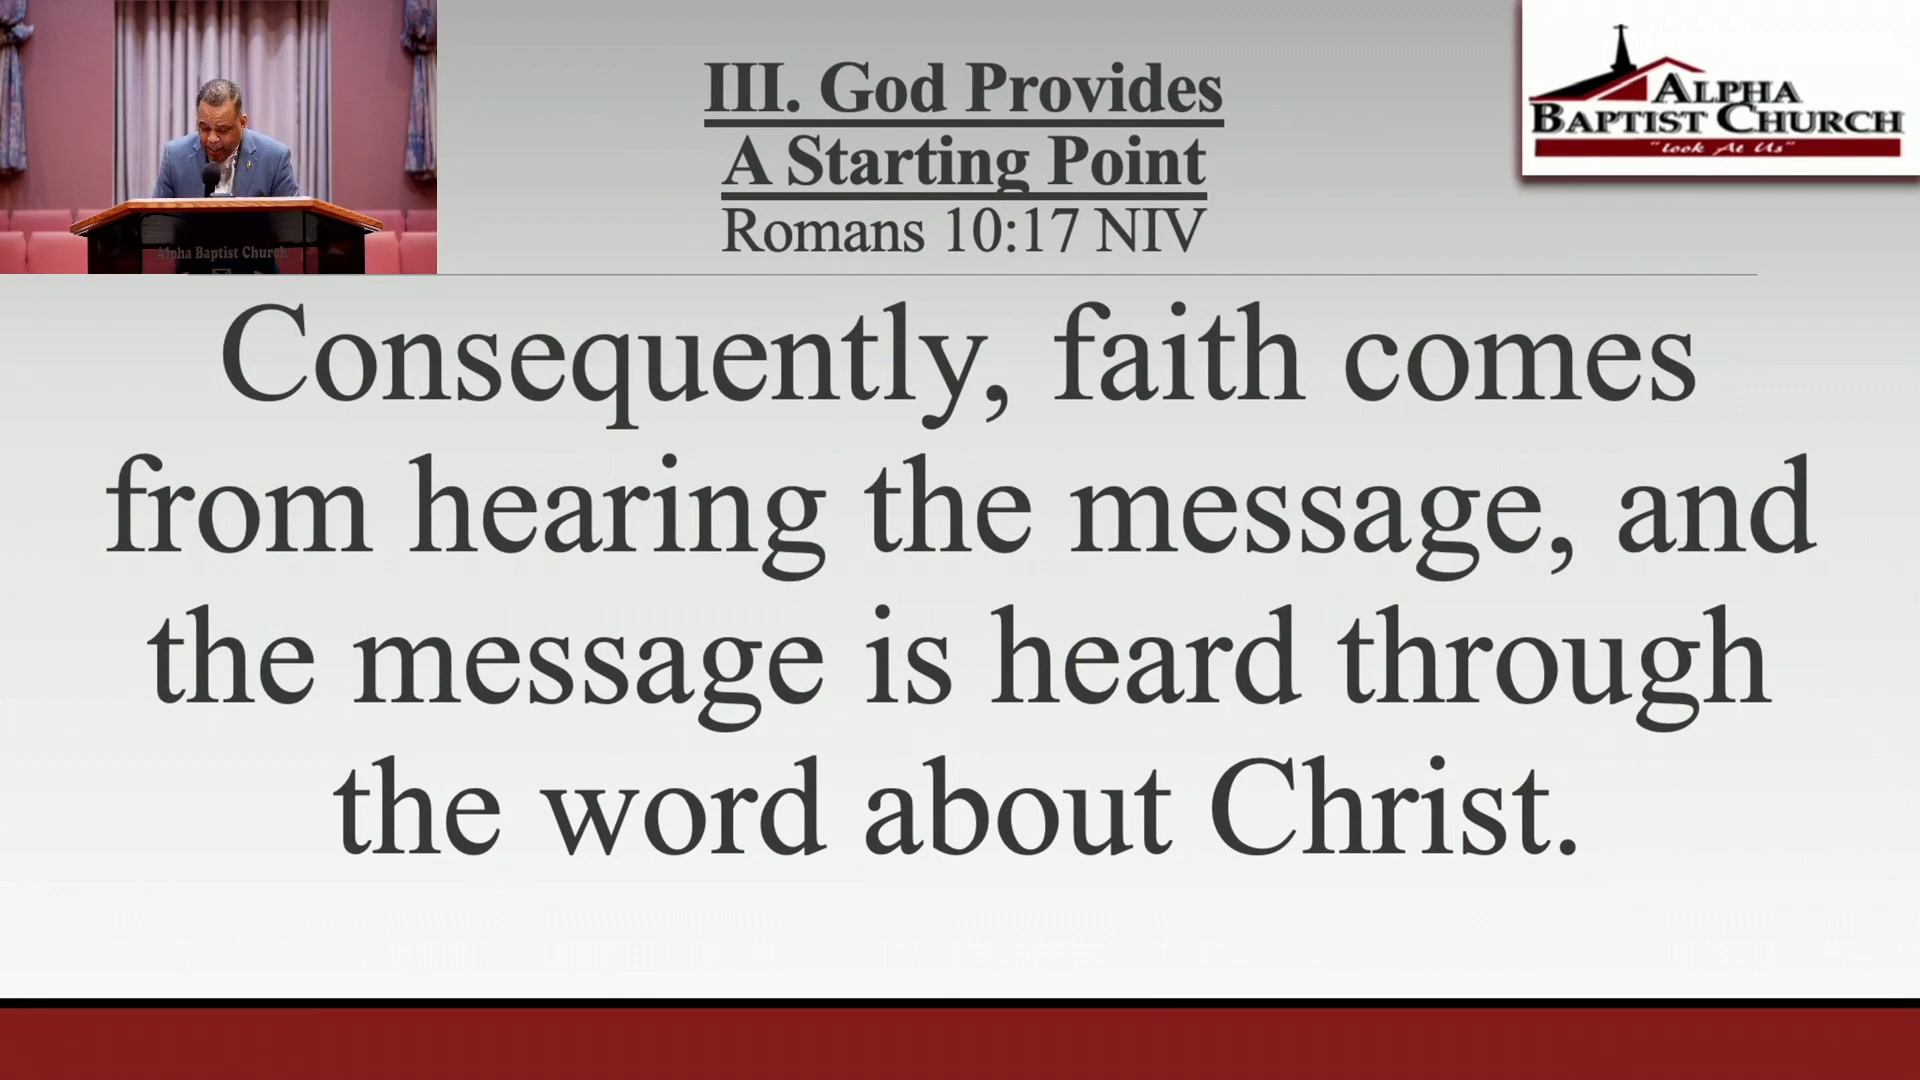 III. God Provides
A Starting Point
Romans 10:17 NIV
ALPHA
BAPTIST CHURCH
"Look At Us"
Alpha Baptist Church
Consequently, faith comes
from hearing the message, and
the message is heard through
the word about Christ.